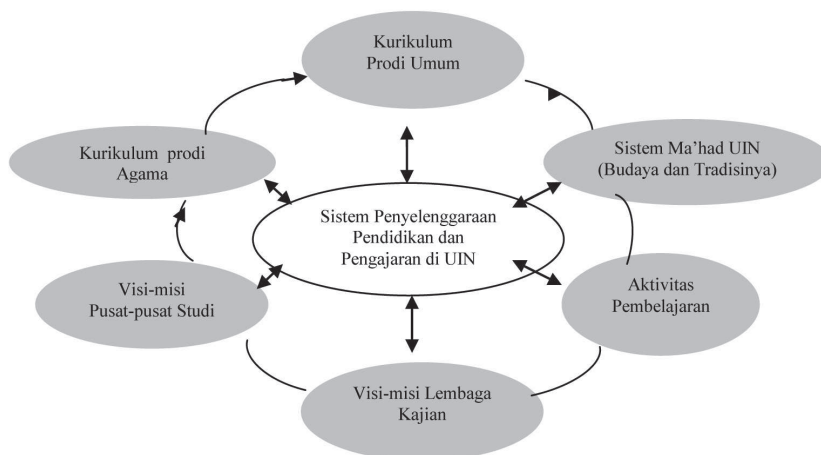 Kurikulum
Prodi Umum
Sistem Ma'had UIN
(Budaya dan Tradisinya)
Aktivitas
Pembelajaran
Visi-misi Lembaga
Kajian
Visi-misi
Pusat-pusat Studi
Kurikulum prodi
Agama
Sistem Penyelenggaraan
Pendidikan dan
Pengajaran di UIN